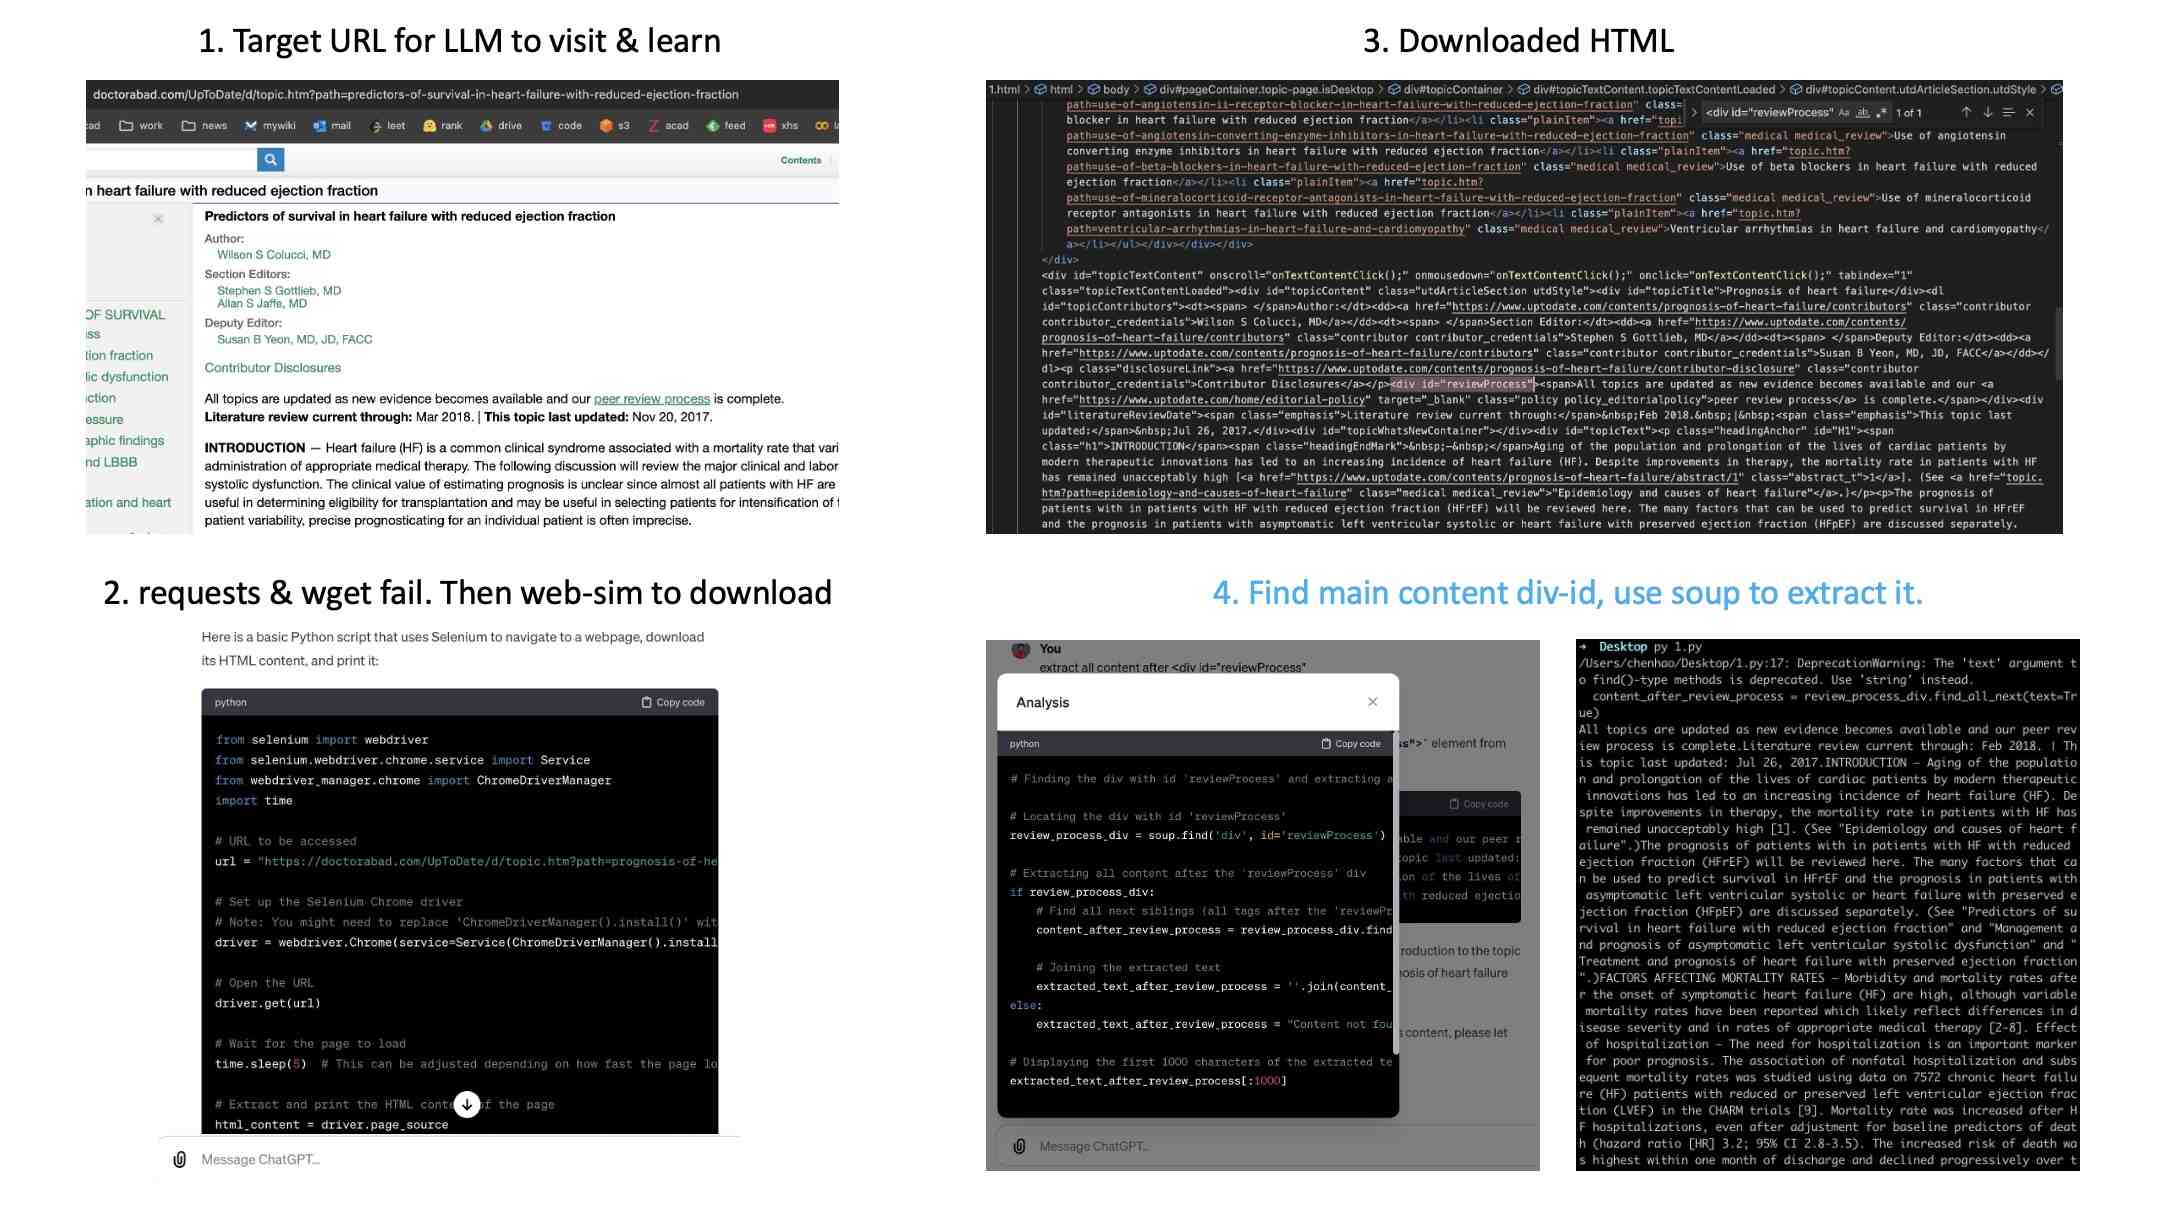 1. Target URL for LLM to visit & learn
doctorabad.com/UpToDate/d/topic.htm?path=predictors-of-survival-in-heart-failure-with-reduced-ejection-fraction
cad work news mywiki mail leet rank drive code s3 acad feed xhs
Contents
n heart failure with reduced ejection fraction
OF SURVIVAL
ss
tion fraction
lic dysfunction
ction
essure
aphic findings
nd LBBB
ation and heart
Predictors of survival in heart failure with reduced ejection fraction
Author:
Wilson S Colucci, MD
Section Editors:
Stephen S Gottlieb, MD
Allan S Jaffe, MD
Deputy Editor:
Susan B Yeon, MD, JD, FACC
Contributor Disclosures
All topics are updated as new evidence becomes available and our peer review process is complete.
Literature review current through: Mar 2018. | This topic last updated: Nov 20, 2017.
INTRODUCTION — Heart failure (HF) is a common clinical syndrome associated with a mortality rate that vari
administration of appropriate medical therapy. The following discussion will review the major clinical and labor
systolic dysfunction. The clinical value of estimating prognosis is unclear since almost all patients with HF are
useful in determining eligibility for transplantation and may be useful in selecting patients for intensification of
patient variability, precise prognosticating for an individual patient is often imprecise.
2. requests & wget fail. Then web-sim to download
Here is a basic Python script that uses Selenium to navigate to a webpage, download
its HTML content, and print it:
python Copy code
from selenium import webdriver
from selenium.webdriver.chrome.service import Service
from webdriver_manager.chrome import ChromeDriverManager
import time
# URL to be accessed
url = "https://doctorabad.com/UpToDate/d/topic.htm?path=prognosis-of-he
# Set up the Selenium Chrome driver
# Note: You might need to replace 'ChromeDriverManager().install()' wit
driver = webdriver.Chrome(service=Service(ChromeDriverManager().install
# Open the URL
driver.get(url)
# Wait for the page to load
time.sleep(5) # This can be adjusted depending on how fast the page lo
# Extract and print the HTML conte of the page
html_content = driver.page_source
Message ChatGPT...
3. Downloaded HTML
1.html > html > body > div#pageContainer.topic-page.isDesktop > div#topicContainer > div#topicTextContent.topicTextContentLoaded > div#topicContent.utdArticleSection.utdStyle >
<div id="reviewProcess" Aa ab 1 of 1
path=use-of-angiotensin-ii-receptor-blocker-in-heart-failure-with-reduced-ejection-fraction" class=
blocker in heart failure with reduced ejection fraction</a></li><li class="plainItem"><a href="topi
path=use-of-angiotensin-converting-enzyme-inhibitors-in-heart-failure-with-reduced-ejection-fraction" class="medical medical_review">Use of angiotensin
converting enzyme inhibitors in heart failure with reduced ejection fraction</a></li><li class="plainItem"><a href="topic.htm?
path=use-of-beta-blockers-in-heart-failure-with-reduced-ejection-fraction" class="medical medical_review">Use of beta blockers in heart failure with reduced
ejection fraction</a></li><li class="plainItem"><a href="topic.htm?
path=use-of-mineralocorticoid-receptor-antagonists-in-heart-failure-with-reduced-ejection-fraction" class="medical medical_review">Use of mineralocorticoid
receptor antagonists in heart failure with reduced ejection fraction</a></li><li class="plainItem"><a href="topic.htm?
path=ventricular-arrhythmias-in-heart-failure-and-cardiomyopathy" class="medical medical_review">Ventricular arrhythmias in heart failure and cardiomyopathy</
a></li></ul></div></div></div>
</div>
<div id="topicTextContent" onscroll="onTextContentClick();" onmousedown="onTextContentClick();" onclick="onTextContentClick();" tabindex="1"
class="topicTextContentLoaded"><div id="topicContent" class="utdArticleSection utdStyle"><div id="topicTitle">Prognosis of heart failure</div><dl
id="topicContributors"><dt><span> </span>Author:</dt><dd><a href="https://www.uptodate.com/contents/prognosis-of-heart-failure/contributors" class="contributor
contributor_credentials">Wilson S Colucci, MD</a></dd><dt><span> </span>Section Editor:</dt><dd><a href="https://www.uptodate.com/contents/
prognosis-of-heart-failure/contributors" class="contributor contributor_credentials">Stephen S Gottlieb, MD</a></dd><dt><span> </span>Deputy Editor:</dt><dd><a
href="https://www.uptodate.com/contents/prognosis-of-heart-failure/contributors" class="contributor contributor_credentials">Susan B Yeon, MD, JD, FACC</a></dd></
dl><p class="disclosureLink"><a href="https://www.uptodate.com/contents/prognosis-of-heart-failure/contributor-disclosure" class="contributor
contributor_credentials">Contributor Disclosures</a></p><div id="reviewProcess"><span>All topics are updated as new evidence becomes available and our <a
href="https://www.uptodate.com/home/editorial-policy" target="_blank" class="policy policy_editorialpolicy">peer review process</a> is complete.</div><div
id="literatureReviewDate"><span class="emphasis">Literature review current through:</span>&nbsp;Feb 2018.&nbsp;|&nbsp;<span class="emphasis">This topic last
updated:</span>&nbsp;Jul 26, 2017.</div><div id="topicWhatsNewContainer"></div><div id="topicText"><p class="headingAnchor" id="H1"><span
class="h1">INTRODUCTION</span><span class="headingEndMark">&nbsp;—&nbsp;</span>Aging of the population and prolongation of the lives of cardiac patients by
modern therapeutic innovations has led to an increasing incidence of heart failure (HF). Despite improvements in therapy, the mortality rate in patients with HF
has remained unacceptably high [<a href="https://www.uptodate.com/contents/prognosis-of-heart-failure/abstract/1" class="abstract_t">1</a>]. (See <a href="topic.
htm?path=epidemiology-and-causes-of-heart-failure" class="medical medical_review">"Epidemiology and causes of heart failure"</a>.)</p><p>The prognosis of
patients with in patients with HF with reduced ejection fraction (HFrEF) will be reviewed here. The many factors that can be used to predict survival in HFrEF
and the prognosis in patients with asymptomatic left ventricular systolic or heart failure with preserved ejection fraction (HFpEF) are discussed separately.
4. Find main content div-id, use soup to extract it.
You
extract all content after <div id="reviewProcess"
Analysis
python Copy code
# Finding the div with id 'reviewProcess' and extracting a
# Locating the div with id 'reviewProcess'
review_process_div = soup.find('div', id='reviewProcess')
# Extracting all content after the 'reviewProcess' div
if review_process_div:
# Find all next siblings (all tags after the 'reviewPr
content_after_review_process = review_process_div.find
# Joining the extracted text
extracted_text_after_review_process = ''.join(content_
else:
extracted_text_after_review_process = "Content not fou
# Displaying the first 1000 characters of the extracted te
extracted_text_after_review_process[:1000]
ss">` element from
Copy code
able and our peer r
opic last updated:
on of the lives of
th reduced ejectio
roduction to the topic
nosis of heart failure
s content, please let
Message ChatGPT...
→ Desktop py 1.py
/Users/chenhao/Desktop/1.py:17: DeprecationWarning: The 'text' argument t
o find()-type methods is deprecated. Use 'string' instead.
content_after_review_process = review_process_div.find_all_next(text=Tr
ue)
All topics are updated as new evidence becomes available and our peer rev
iew process is complete.Literature review current through: Feb 2018. | Th
is topic last updated: Jul 26, 2017.INTRODUCTION — Aging of the populatio
n and prolongation of the lives of cardiac patients by modern therapeutic
innovations has led to an increasing incidence of heart failure (HF). De
spite improvements in therapy, the mortality rate in patients with HF has
remained unacceptably high [1]. (See "Epidemiology and causes of heart f
ailure".)The prognosis of patients with in patients with HF with reduced
ejection fraction (HFrEF) will be reviewed here. The many factors that ca
n be used to predict survival in HFrEF and the prognosis in patients with
asymptomatic left ventricular systolic or heart failure with preserved e
jection fraction (HFpEF) are discussed separately. (See "Predictors of su
rvival in heart failure with reduced ejection fraction" and "Management a
nd prognosis of asymptomatic left ventricular systolic dysfunction" and "
Treatment and prognosis of heart failure with preserved ejection fraction
".)FACTORS AFFECTING MORTALITY RATES — Morbidity and mortality rates afte
r the onset of symptomatic heart failure (HF) are high, although variable
mortality rates have been reported which likely reflect differences in d
isease severity and in rates of appropriate medical therapy [2-8]. Effect
of hospitalization — The need for hospitalization is an important marker
for poor prognosis. The association of nonfatal hospitalization and subs
equent mortality rates was studied using data on 7572 chronic heart failu
re (HF) patients with reduced or preserved left ventricular ejection frac
tion (LVEF) in the CHARM trials [9]. Mortality rate was increased after H
F hospitalizations, even after adjustment for baseline predictors of deat
h (hazard ratio [HR] 3.2; 95% CI 2.8-3.5). The increased risk of death wa
s highest within one month of discharge and declined progressively over t